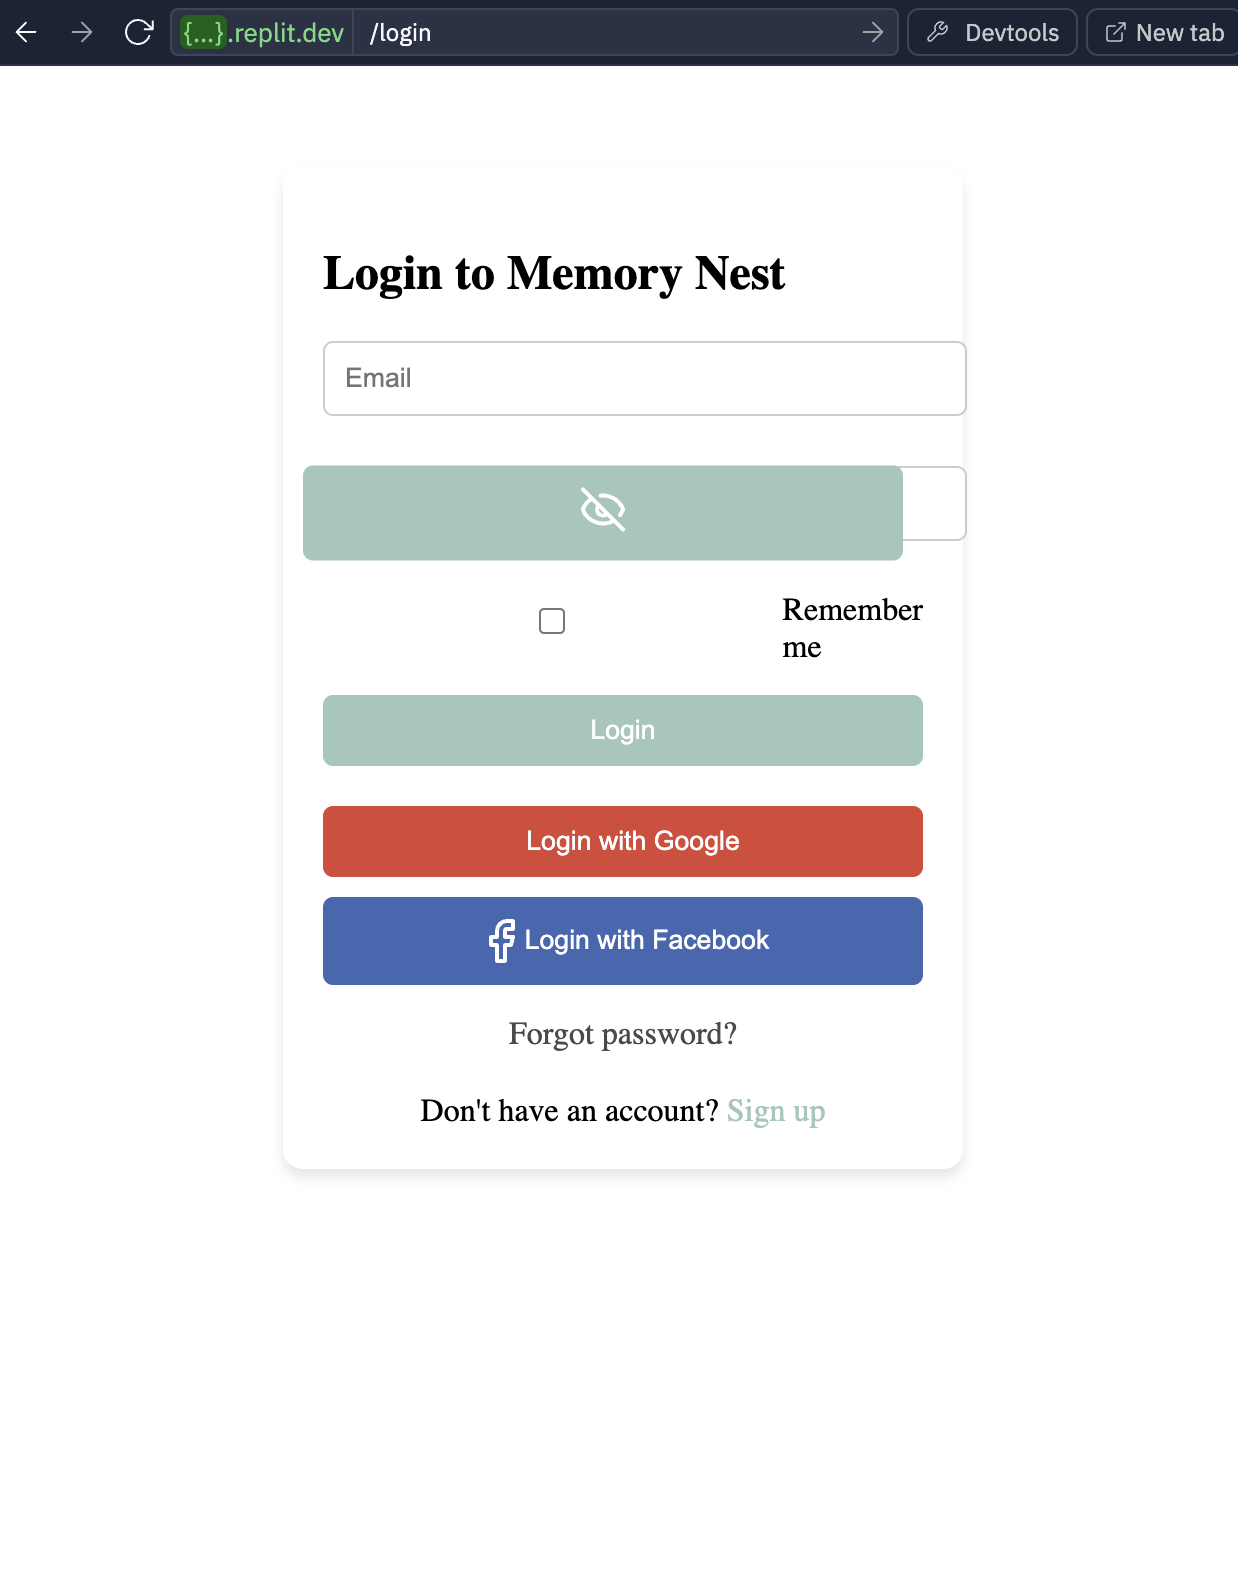 {...}.replit.dev /login Devtools New tab
Login to Memory Nest
Email
Remember
me
Login
Login with Google
Login with Facebook
Forgot password?
Don't have an account? Sign up